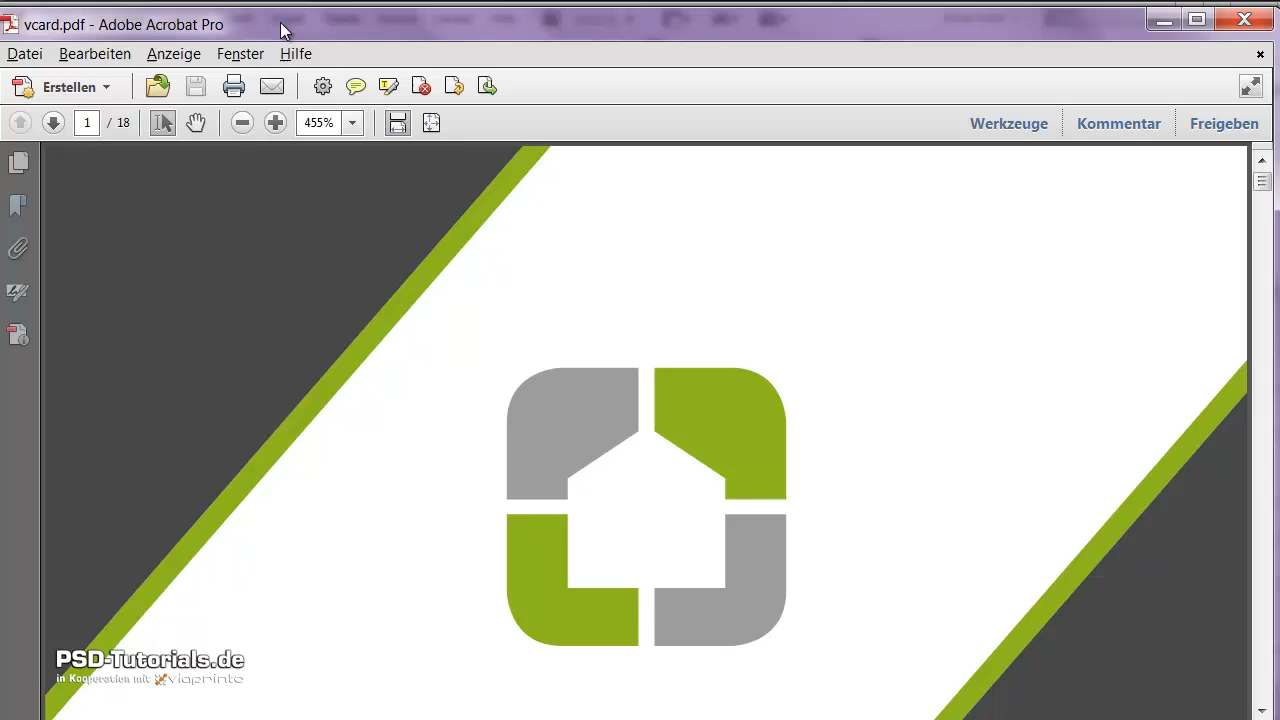 vcard.pdf - Adobe Acrobat Pro
Datei Bearbeiten Anzeige Fenster Hilfe
Erstellen
1 / 18 455% Werkzeuge Kommentar Freigeben
PSD-Tutorials.de
in Kooperation mit viaprinto